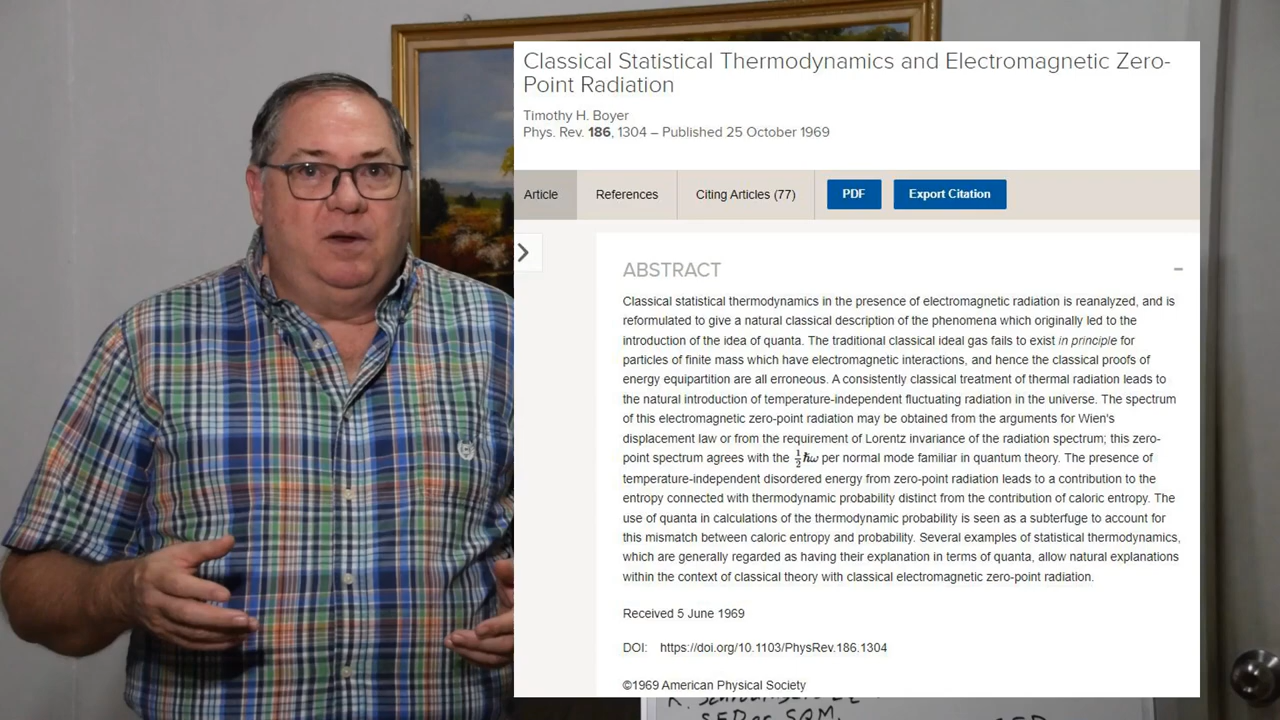 Classical Statistical Thermodynamics and Electromagnetic Zero-
Point Radiation
Timothy H. Boyer
Phys. Rev. 186, 1304 – Published 25 October 1969
Article
References
Citing Articles (77)
PDF
Export Citation
ABSTRACT
Classical statistical thermodynamics in the presence of electromagnetic radiation is reanalyzed, and is
reformulated to give a natural classical description of the phenomena which originally led to the
introduction of the idea of quanta. The traditional classical ideal gas fails to exist in principle for
particles of finite mass which have electromagnetic interactions, and hence the classical proofs of
energy equipartition are all erroneous. A consistently classical treatment of thermal radiation leads to
the natural introduction of temperature-independent fluctuating radiation in the universe. The spectrum
of this electromagnetic zero-point radiation may be obtained from the arguments for Wien's
displacement law or from the requirement of Lorentz invariance of the radiation spectrum; this zero-
point spectrum agrees with the ½ħω per normal mode familiar in quantum theory. The presence of
temperature-independent disordered energy from zero-point radiation leads to a contribution to the
entropy connected with thermodynamic probability distinct from the contribution of caloric entropy. The
use of quanta in calculations of the thermodynamic probability is seen as a subterfuge to account for
this mismatch between caloric entropy and probability. Several examples of statistical thermodynamics,
which are generally regarded as having their explanation in terms of quanta, allow natural explanations
within the context of classical theory with classical electromagnetic zero-point radiation.
Received 5 June 1969
DOI: https://doi.org/10.1103/PhysRev.186.1304
©1969 American Physical Society